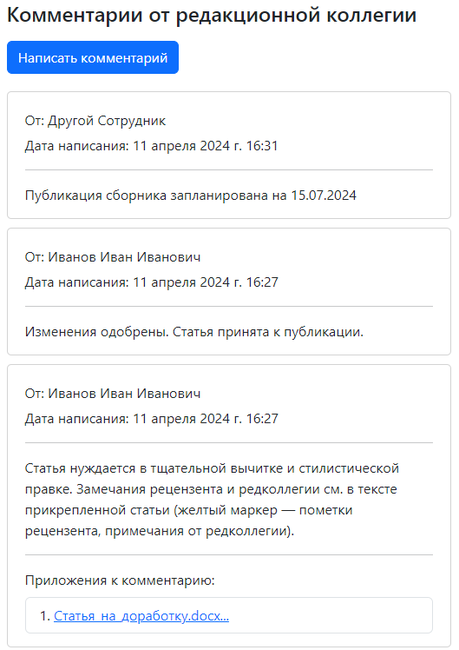 Комментарии от редакционной коллегии
Написать комментарий
От: Другой Сотрудник
Дата написания: 11 апреля 2024 г. 16:31
Публикация сборника запланирована на 15.07.2024
От: Иванов Иван Иванович
Дата написания: 11 апреля 2024 г. 16:27
Изменения одобрены. Статья принята к публикации.
От: Иванов Иван Иванович
Дата написания: 11 апреля 2024 г. 16:27
Статья нуждается в тщательной вычитке и стилистической
правке. Замечания рецензента и редколлегии см. в тексте
прикрепленной статьи (желтый маркер — пометки
рецензента, примечания от редколлегии).
Приложения к комментарию:
1. Статья_на_доработку.docx...